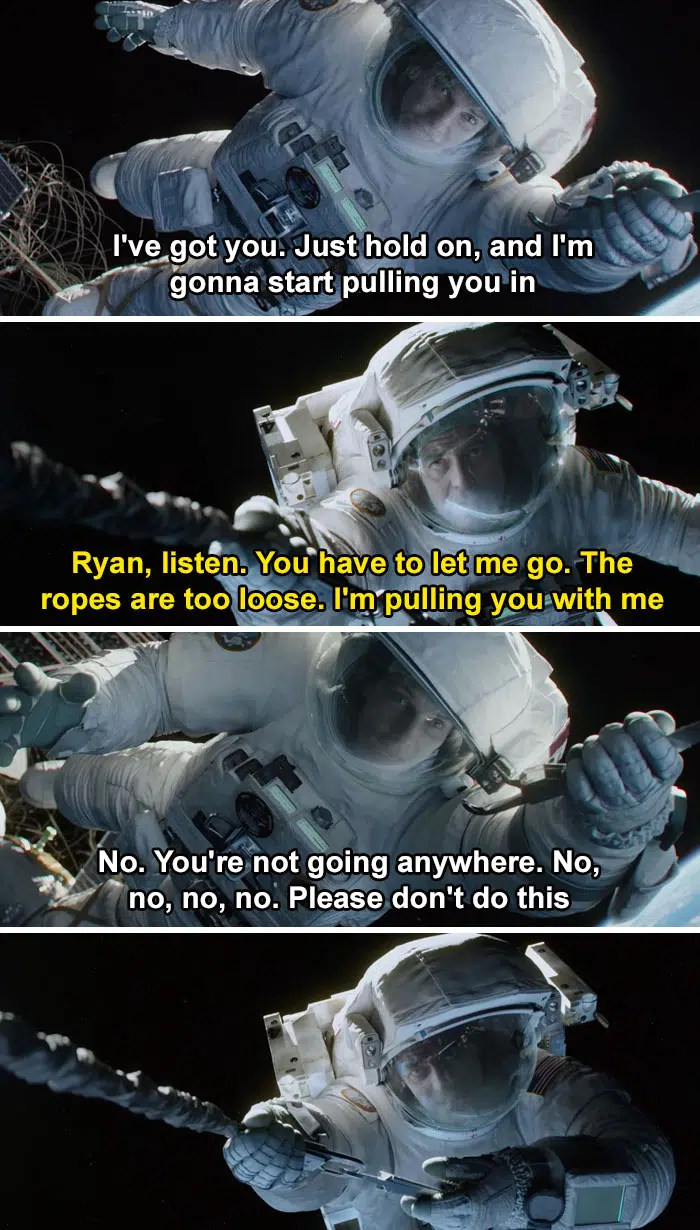 I've got you. Just hold on, and I'm
gonna start pulling you in
Ryan, listen. You have to let me go. The
ropes are too loose. I'm pulling you with me
No. You're not going anywhere. No,
no, no, no. Please don't do this